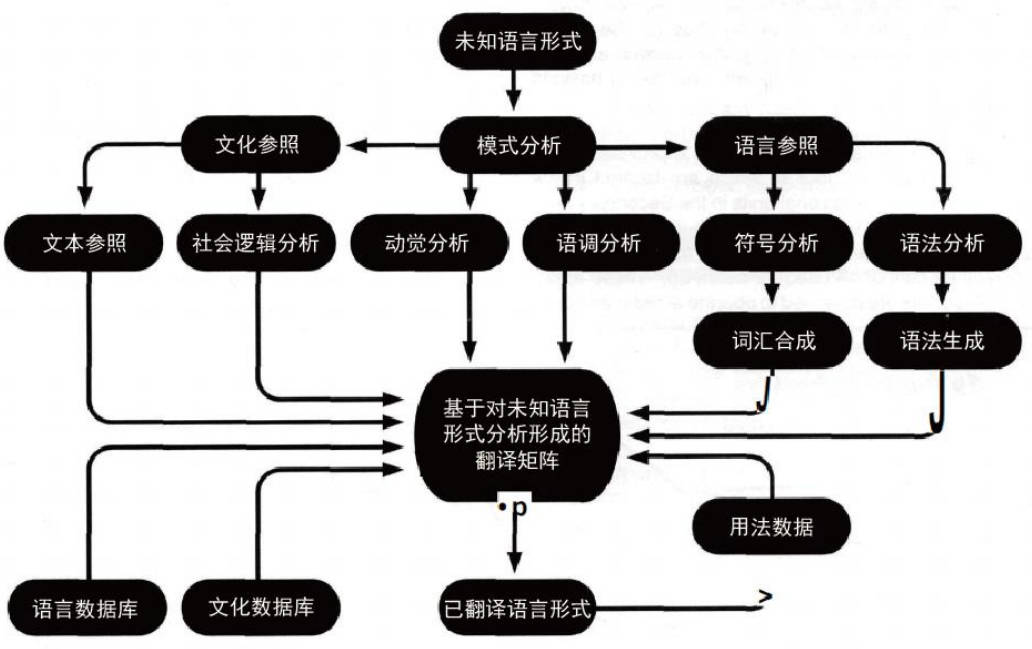 未知语言形式
文化参照
模式分析
语言参照
文本参照
社会逻辑分析
动觉分析
语调分析
符号分析
语法分析
词汇合成
语法生成
基于对未知语言
形式分析形成的
翻译矩阵
•p
用法数据
语言数据库
文化数据库
已翻译语言形式
>